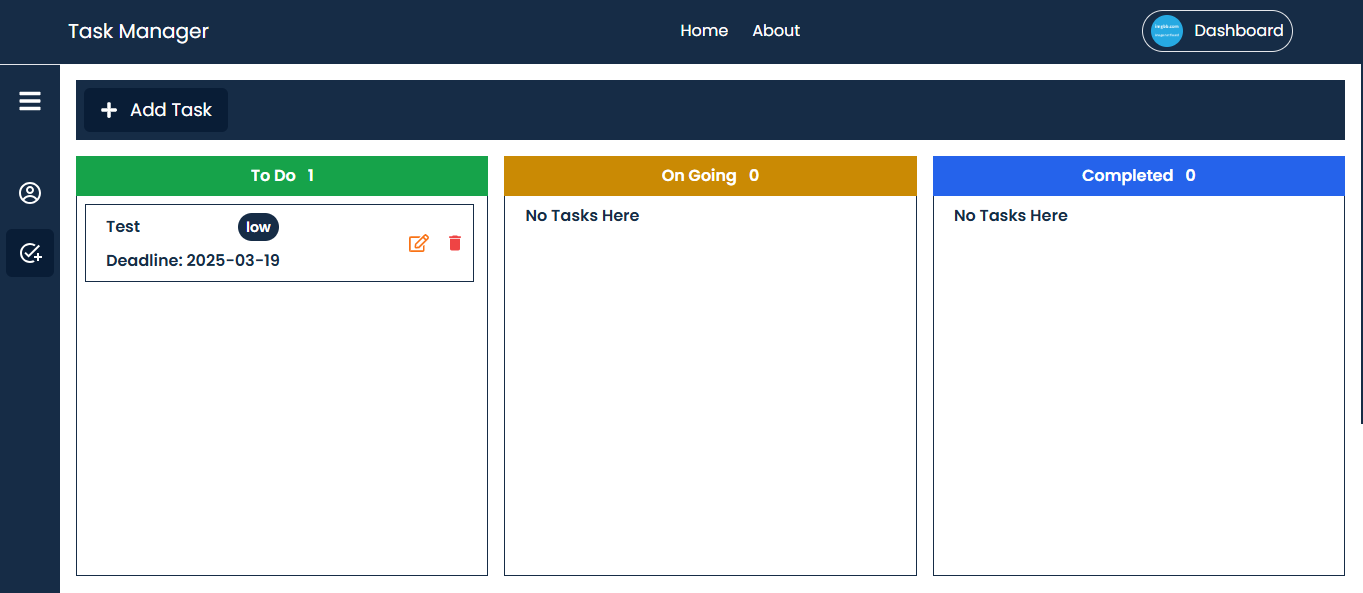 Task Manager
Home About
Dashboard
Add Task
To Do 1
Test low
Deadline: 2025-03-19
On Going 0
No Tasks Here
Completed 0
No Tasks Here